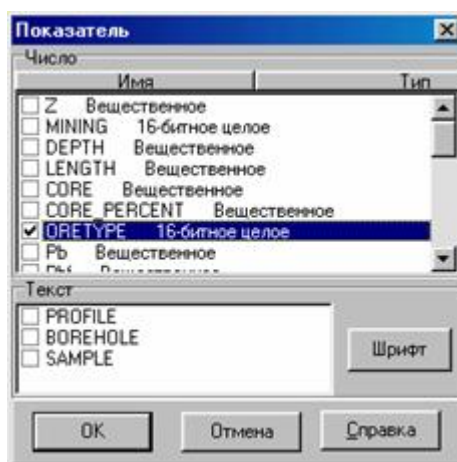 Показатель
Число
Имя Тип
Z Вещественное
MINING 16-битное целое
DEPTH Вещественное
LENGTH Вещественное
CORE Вещественное
CORE_PERCENT Вещественное
ORETYPE 16-битное целое
Pb Вещественное
Текст
PROFILE
BOREHOLE
SAMPLE
Шрифт
OK Отмена Справка